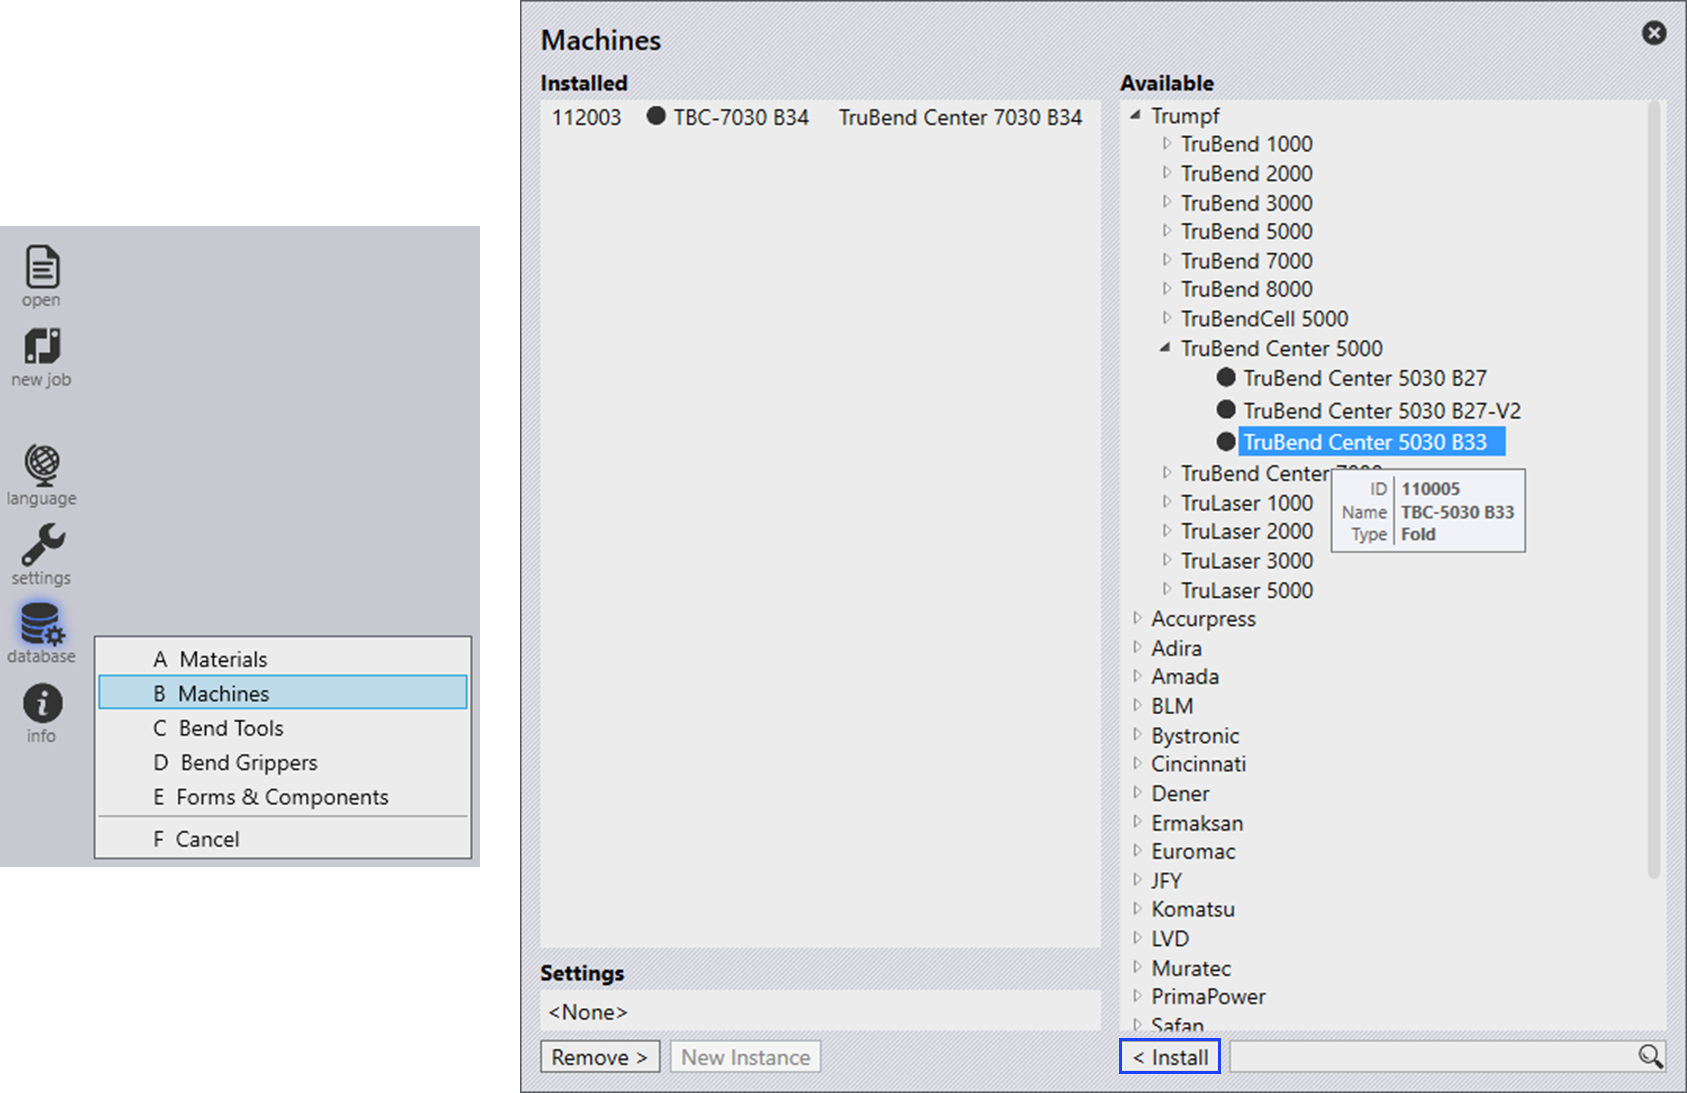 open
new job
language
settings
database
info
A Materials
B Machines
C Bend Tools
D Bend Grippers
E Forms & Components
F Cancel
Machines
Installed
112003 TBC-7030 B34 TruBend Center 7030 B34
Settings
<None>
Remove >
New Instance
Available
Trumpf
TruBend 1000
TruBend 2000
TruBend 3000
TruBend 5000
TruBend 7000
TruBend 8000
TruBendCell 5000
TruBend Center 5000
TruBend Center 5030 B27
TruBend Center 5030 B27-V2
TruBend Center 5030 B33
TruBend Center 7000
ID 110005
Name TBC-5030 B33
Type Fold
TruLaser 1000
TruLaser 2000
TruLaser 3000
TruLaser 5000
Accurpress
Adira
Amada
BLM
Bystronic
Cincinnati
Dener
Ermaksan
Euromac
JFY
Komatsu
LVD
Muratec
PrimaPower
Safan
< Install